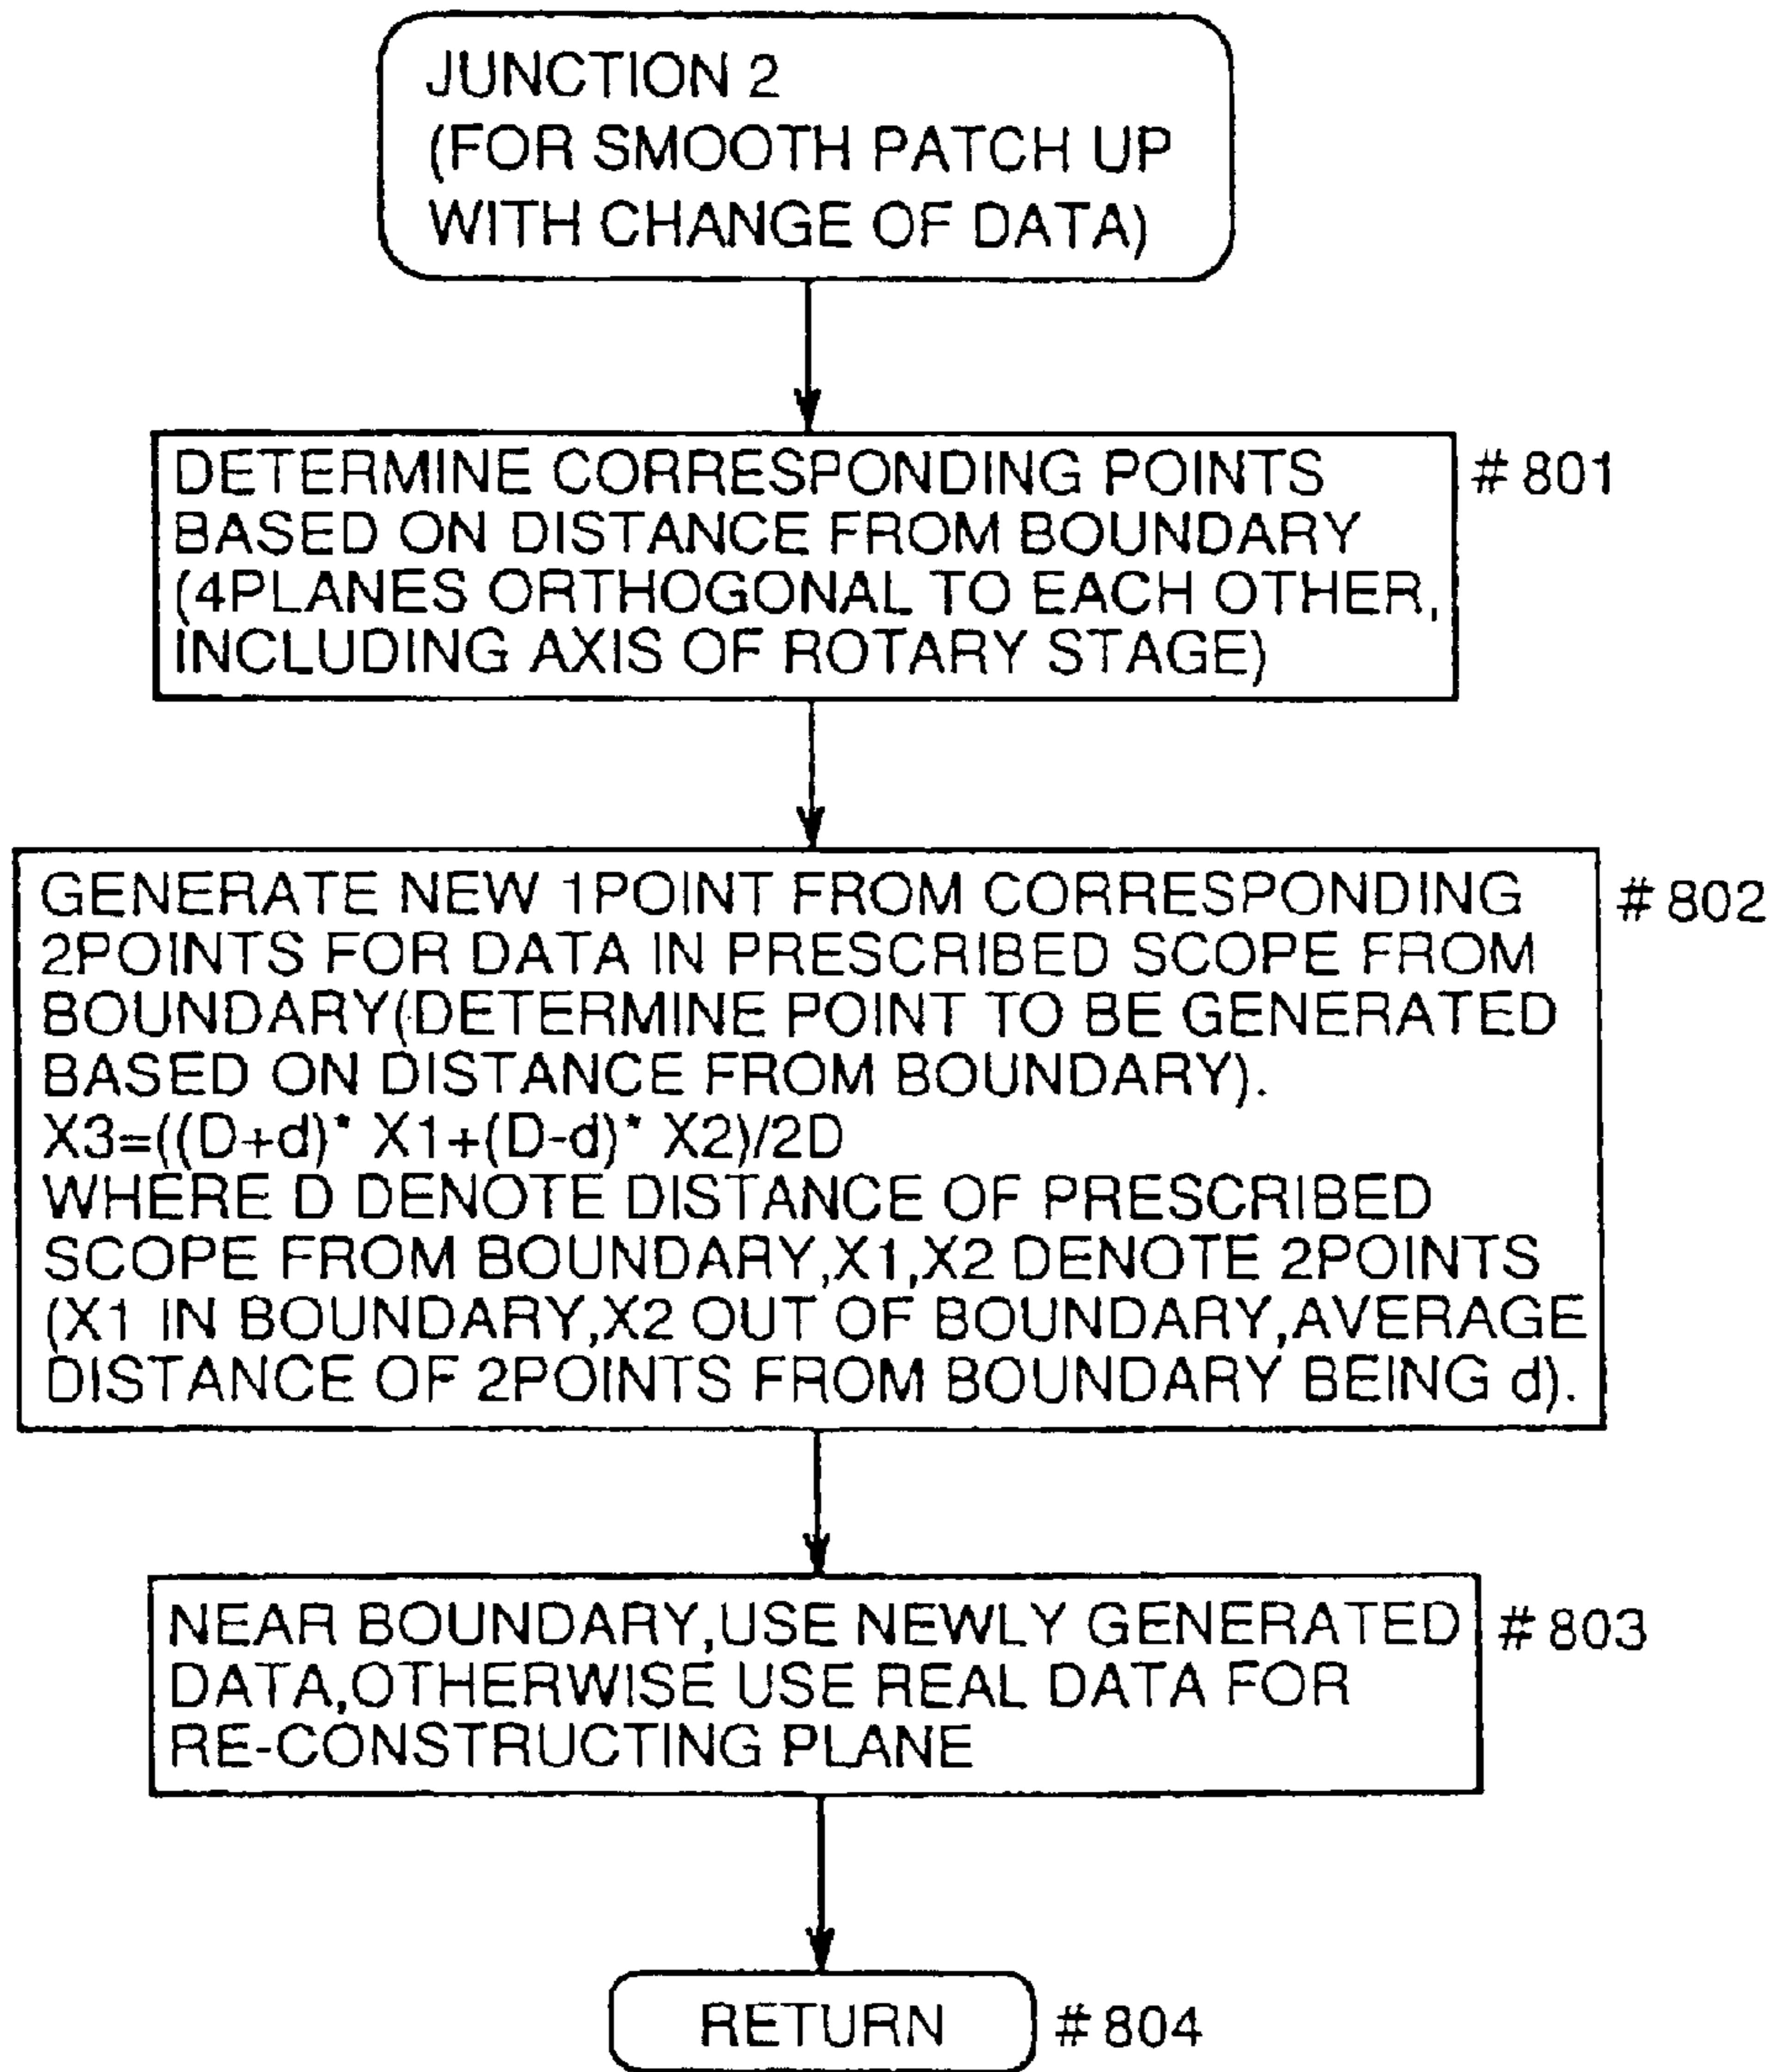 JUNCTION 2
(FOR SMOOTH PATCH UP
WITH CHANGE OF DATA)
DETERMINE CORRESPONDING POINTS
BASED ON DISTANCE FROM BOUNDARY
(4PLANES ORTHOGONAL TO EACH OTHER,
INCLUDING AXIS OF ROTARY STAGE)
#801
GENERATE NEW 1POINT FROM CORRESPONDING
2POINTS FOR DATA IN PRESCRIBED SCOPE FROM
BOUNDARY(DETERMINE POINT TO BE GENERATED
BASED ON DISTANCE FROM BOUNDARY).
X3=((D+d)* X1+(D-d)* X2)/2D
WHERE D DENOTE DISTANCE OF PRESCRIBED
SCOPE FROM BOUNDARY,X1,X2 DENOTE 2POINTS
(X1 IN BOUNDARY,X2 OUT OF BOUNDARY,AVERAGE
DISTANCE OF 2POINTS FROM BOUNDARY BEING d).
#802
NEAR BOUNDARY,USE NEWLY GENERATED
DATA,OTHERWISE USE REAL DATA FOR
RE-CONSTRUCTING PLANE
#803
RETURN
#804